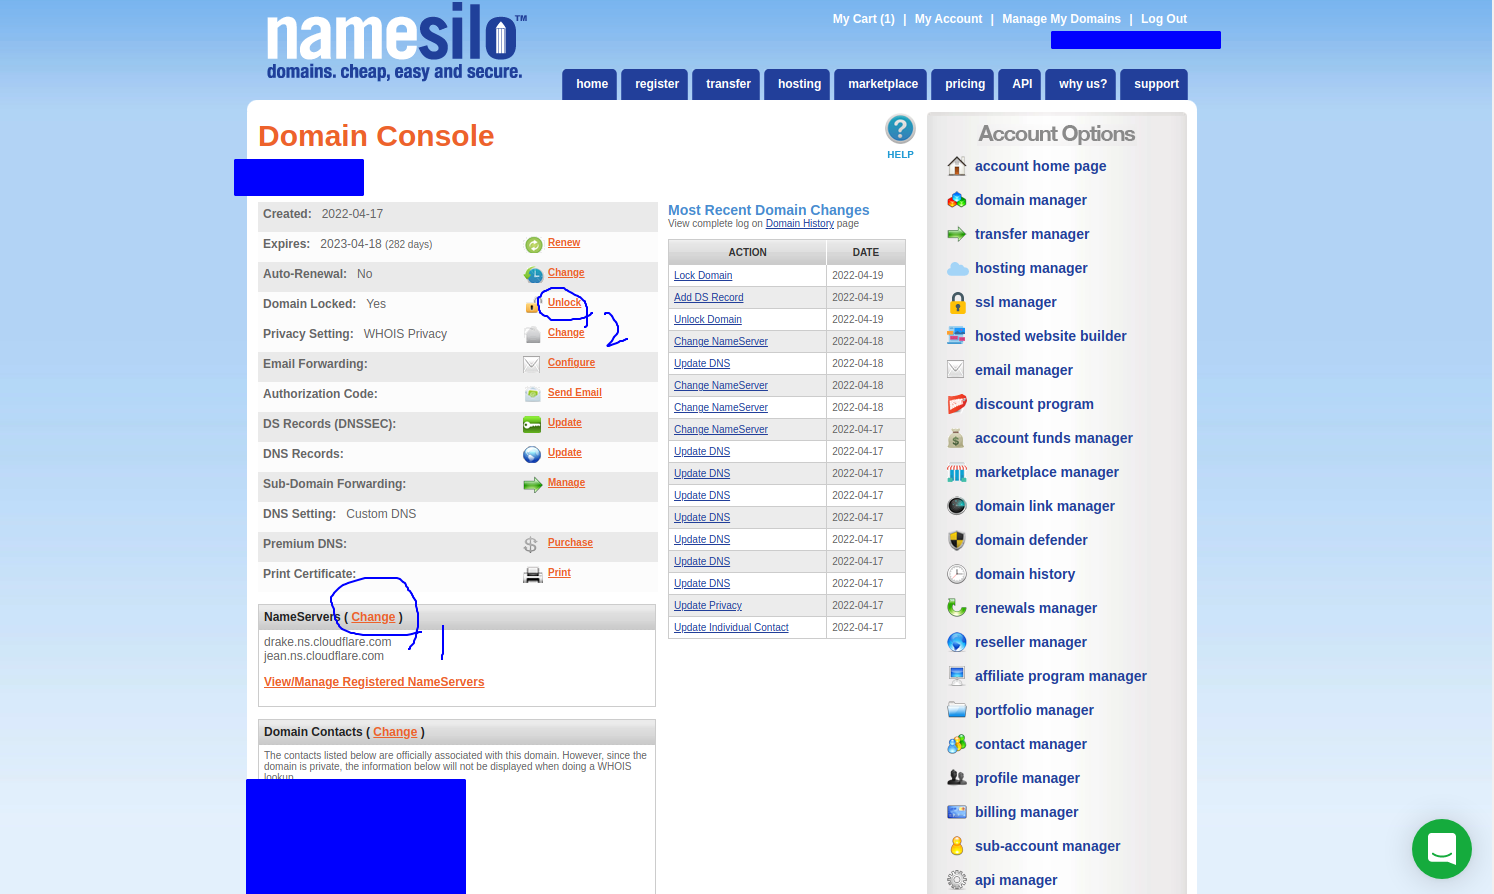 namesilo™
domains. cheap, easy and secure.
My Cart (1) | My Account | Manage My Domains | Log Out
home register transfer hosting marketplace pricing API why us? support
Domain Console
HELP
Created: 2022-04-17
Expires: 2023-04-18 (282 days) Renew
Auto-Renewal: No Change
Domain Locked: Yes Unlock
Privacy Setting: WHOIS Privacy Change
2
Email Forwarding: Configure
Authorization Code: Send Email
DS Records (DNSSEC): Update
DNS Records: Update
Sub-Domain Forwarding: Manage
DNS Setting: Custom DNS
Premium DNS: Purchase
Print Certificate: Print
NameServers ( Change )
1
drake.ns.cloudflare.com
jean.ns.cloudflare.com
View/Manage Registered NameServers
Domain Contacts ( Change )
The contacts listed below are officially associated with this domain. However, since the
domain is private, the information below will not be displayed when doing a WHOIS
lookup
Most Recent Domain Changes
View complete log on Domain History page
ACTION DATE
Lock Domain 2022-04-19
Add DS Record 2022-04-19
Unlock Domain 2022-04-19
Change NameServer 2022-04-18
Update DNS 2022-04-18
Change NameServer 2022-04-18
Change NameServer 2022-04-18
Change NameServer 2022-04-17
Update DNS 2022-04-17
Update DNS 2022-04-17
Update DNS 2022-04-17
Update DNS 2022-04-17
Update DNS 2022-04-17
Update DNS 2022-04-17
Update DNS 2022-04-17
Update Privacy 2022-04-17
Update Individual Contact 2022-04-17
Account Options
account home page
domain manager
transfer manager
hosting manager
ssl manager
hosted website builder
email manager
discount program
account funds manager
marketplace manager
domain link manager
domain defender
domain history
renewals manager
reseller manager
affiliate program manager
portfolio manager
contact manager
profile manager
billing manager
sub-account manager
api manager